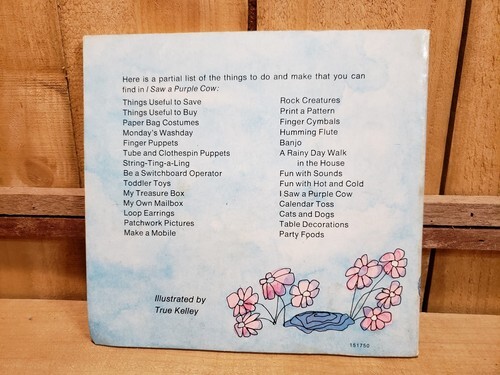 Here is a partial list of the things to do and make that you can
find in I Saw a Purple Cow:
Things Useful to Save
Things Useful to Buy
Paper Bag Costumes
Monday's Washday
Finger Puppets
Tube and Clothespin Puppets
String-Ting-a-Ling
Be a Switchboard Operator
Toddler Toys
My Treasure Box
My Own Mailbox
Loop Earrings
Patchwork Pictures
Make a Mobile
Rock Creatures
Print a Pattern
Finger Cymbals
Humming Flute
Banjo
A Rainy Day Walk
in the House
Fun with Sounds
Fun with Hot and Cold
I Saw a Purple Cow
Calendar Toss
Cats and Dogs
Table Decorations
Party Foods
Illustrated by
True Kelley
151750